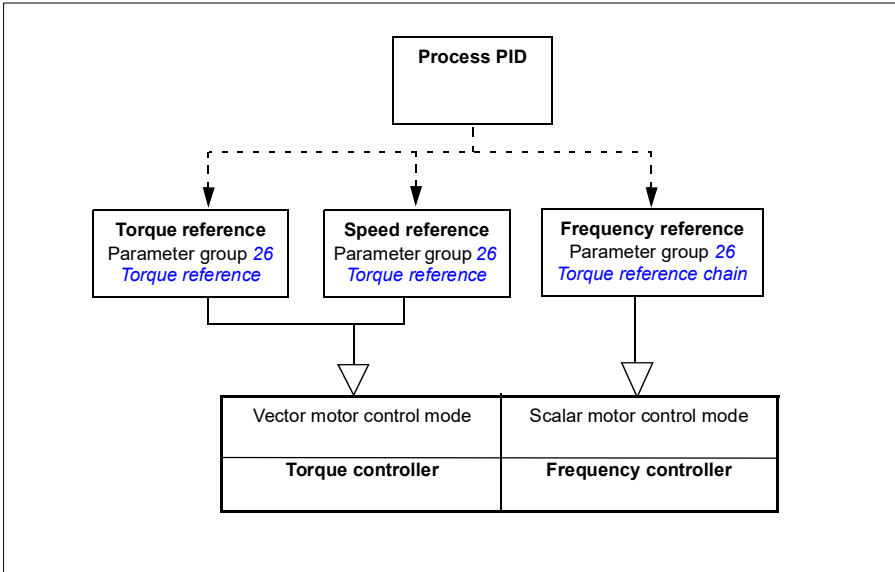 Process PID
Torque reference
Parameter group 26
Torque reference
Speed reference
Parameter group 26
Torque reference
Frequency reference
Parameter group 26
Torque reference chain
Vector motor control mode
Scalar motor control mode
Torque controller
Frequency controller